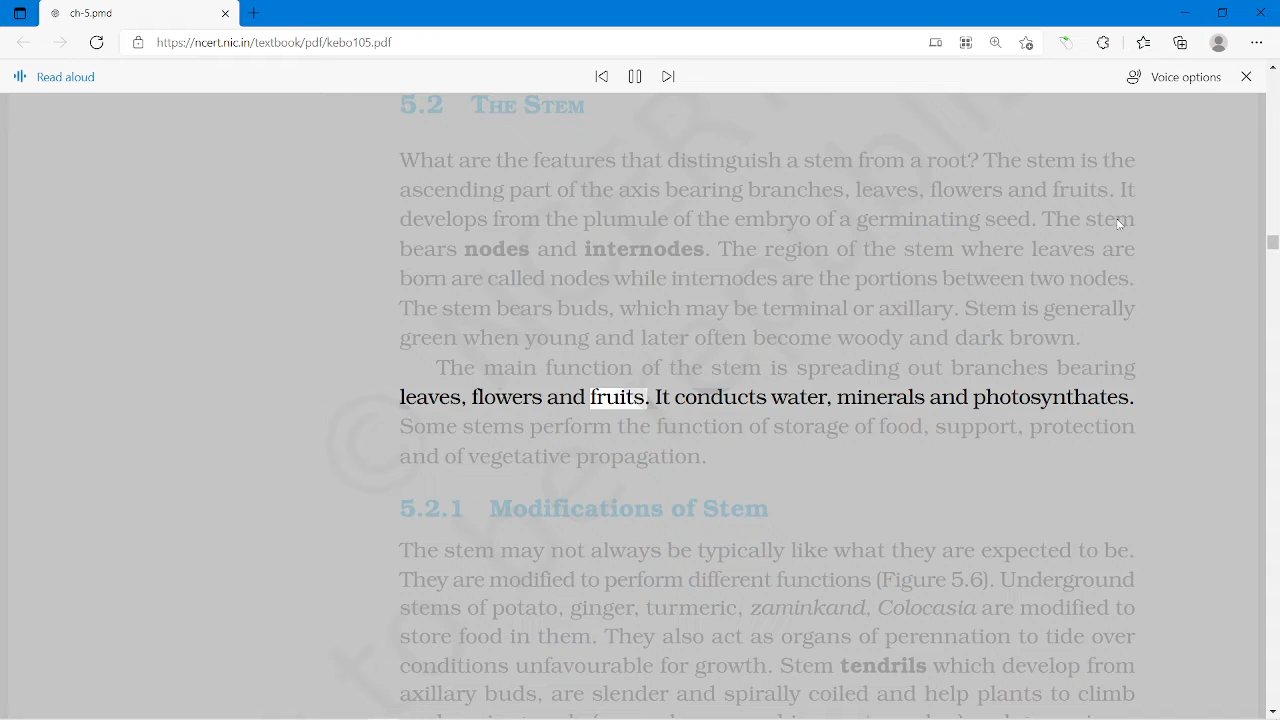 ch-5.pmd
https://ncert.nic.in/textbook/pdf/kebo105.pdf
Read aloud
Voice options
5.2 THE STEM
What are the features that distinguish a stem from a root? The stem is the
ascending part of the axis bearing branches, leaves, flowers and fruits. It
develops from the plumule of the embryo of a germinating seed. The stem
bears nodes and internodes. The region of the stem where leaves are
born are called nodes while internodes are the portions between two nodes.
The stem bears buds, which may be terminal or axillary. Stem is generally
green when young and later often become woody and dark brown.
The main function of the stem is spreading out branches bearing
leaves, flowers and fruits. It conducts water, minerals and photosynthates.
Some stems perform the function of storage of food, support, protection
and of vegetative propagation.
5.2.1 Modifications of Stem
The stem may not always be typically like what they are expected to be.
They are modified to perform different functions (Figure 5.6). Underground
stems of potato, ginger, turmeric, zaminkand, Colocasia are modified to
store food in them. They also act as organs of perennation to tide over
conditions unfavourable for growth. Stem tendrils which develop from
axillary buds, are slender and spirally coiled and help plants to climb